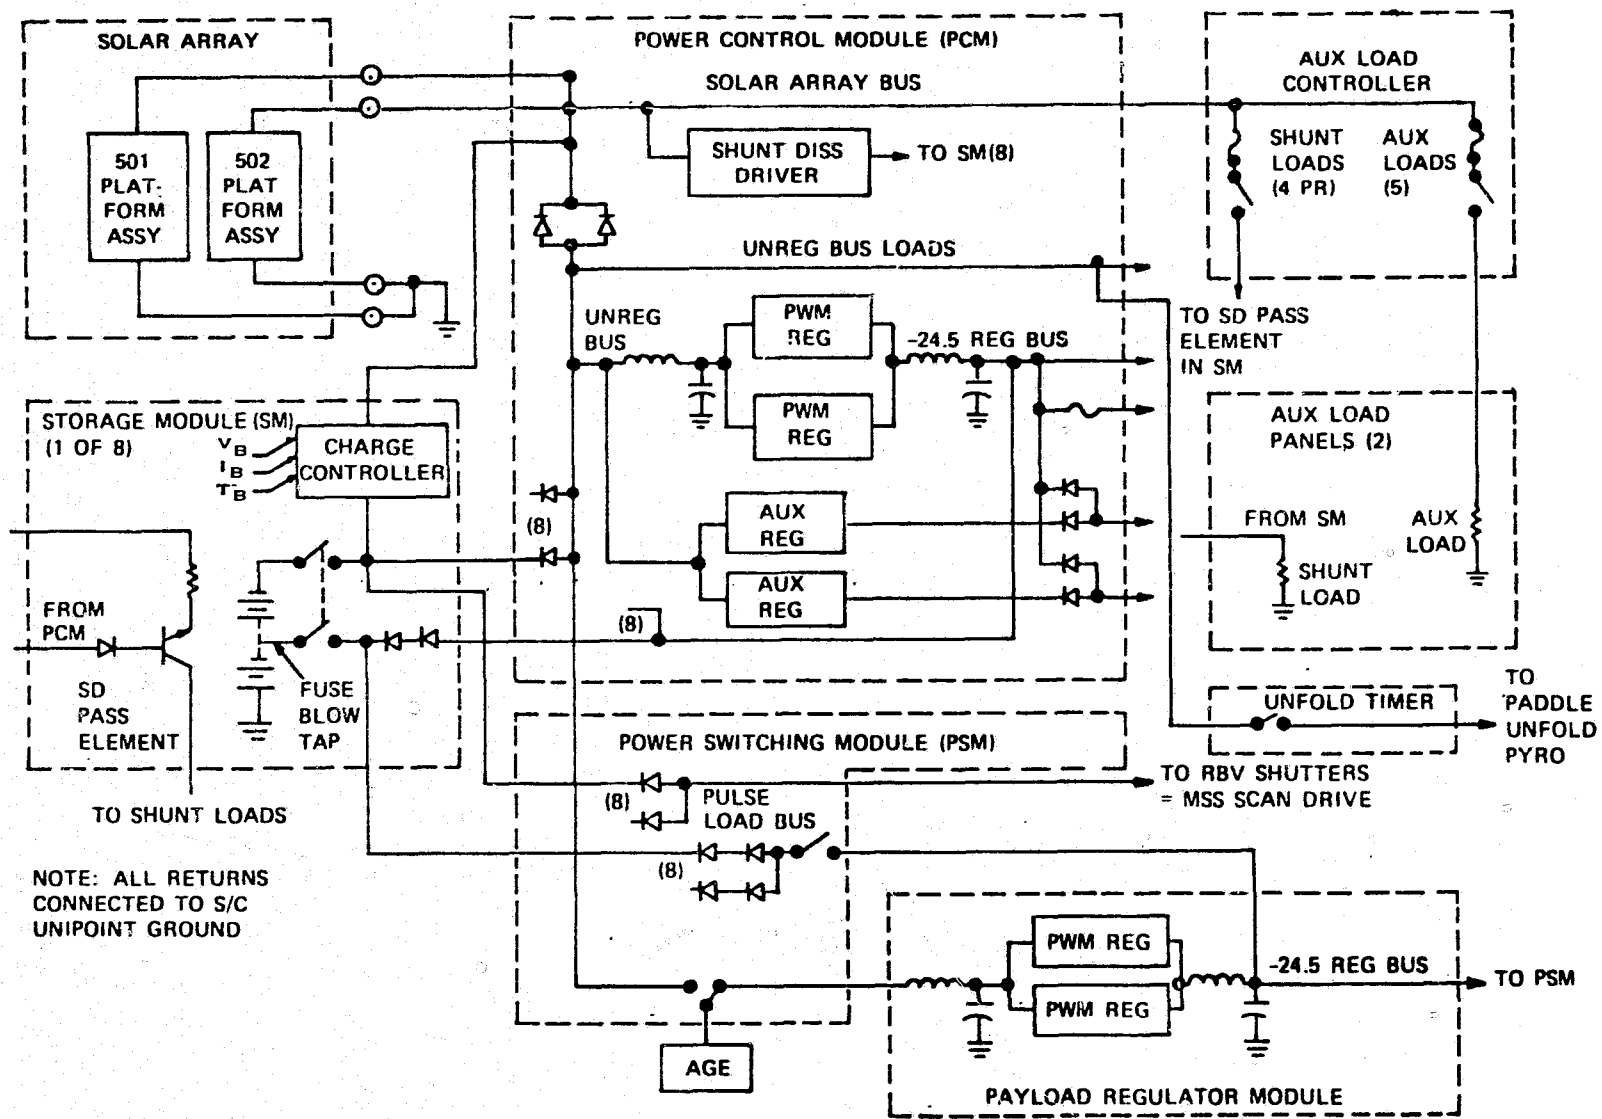 SOLAR ARRAY
501
PLAT-
FORM
ASSY
502
PLAT
FORM
ASSY
POWER CONTROL MODULE (PCM)
SOLAR ARRAY BUS
SHUNT DISS
DRIVER
TO SM(8)
UNREG BUS LOADS
UNREG
BUS
PWM
REG
PWM
REG
-24.5 REG BUS
AUX
REG
AUX
REG
(8)
(8)
AUX LOAD
CONTROLLER
SHUNT
LOADS
(4 PR)
AUX
LOADS
(5)
TO SD PASS
ELEMENT
IN SM
AUX LOAD
PANELS (2)
FROM SM
SHUNT
LOAD
AUX
LOAD
UNFOLD TIMER
TO
PADDLE
UNFOLD
PYRO
STORAGE MODULE (SM)
(1 OF 8)
VB
IB
TB
CHARGE
CONTROLLER
FROM
PCM
SD
PASS
ELEMENT
FUSE
BLOW
TAP
TO SHUNT LOADS
NOTE: ALL RETURNS
CONNECTED TO S/C
UNIPOINT GROUND
POWER SWITCHING MODULE (PSM)
(8)
PULSE
LOAD BUS
(8)
TO RBV SHUTTERS
= MSS SCAN DRIVE
AGE
PWM REG
PWM REG
-24.5 REG BUS
TO PSM
PAYLOAD REGULATOR MODULE